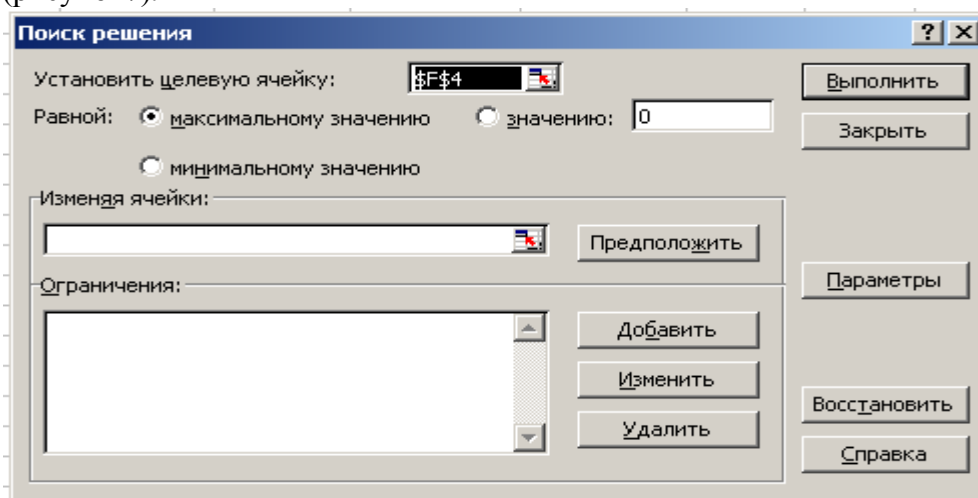 Поиск решения
Установить целевую ячейку: $F$4
Выполнить
Равной: максимальному значению значению: 0
Закрыть
минимальному значению
Изменяя ячейки:
Предположить
Параметры
Ограничения:
Добавить
Изменить
Восстановить
Удалить
Справка